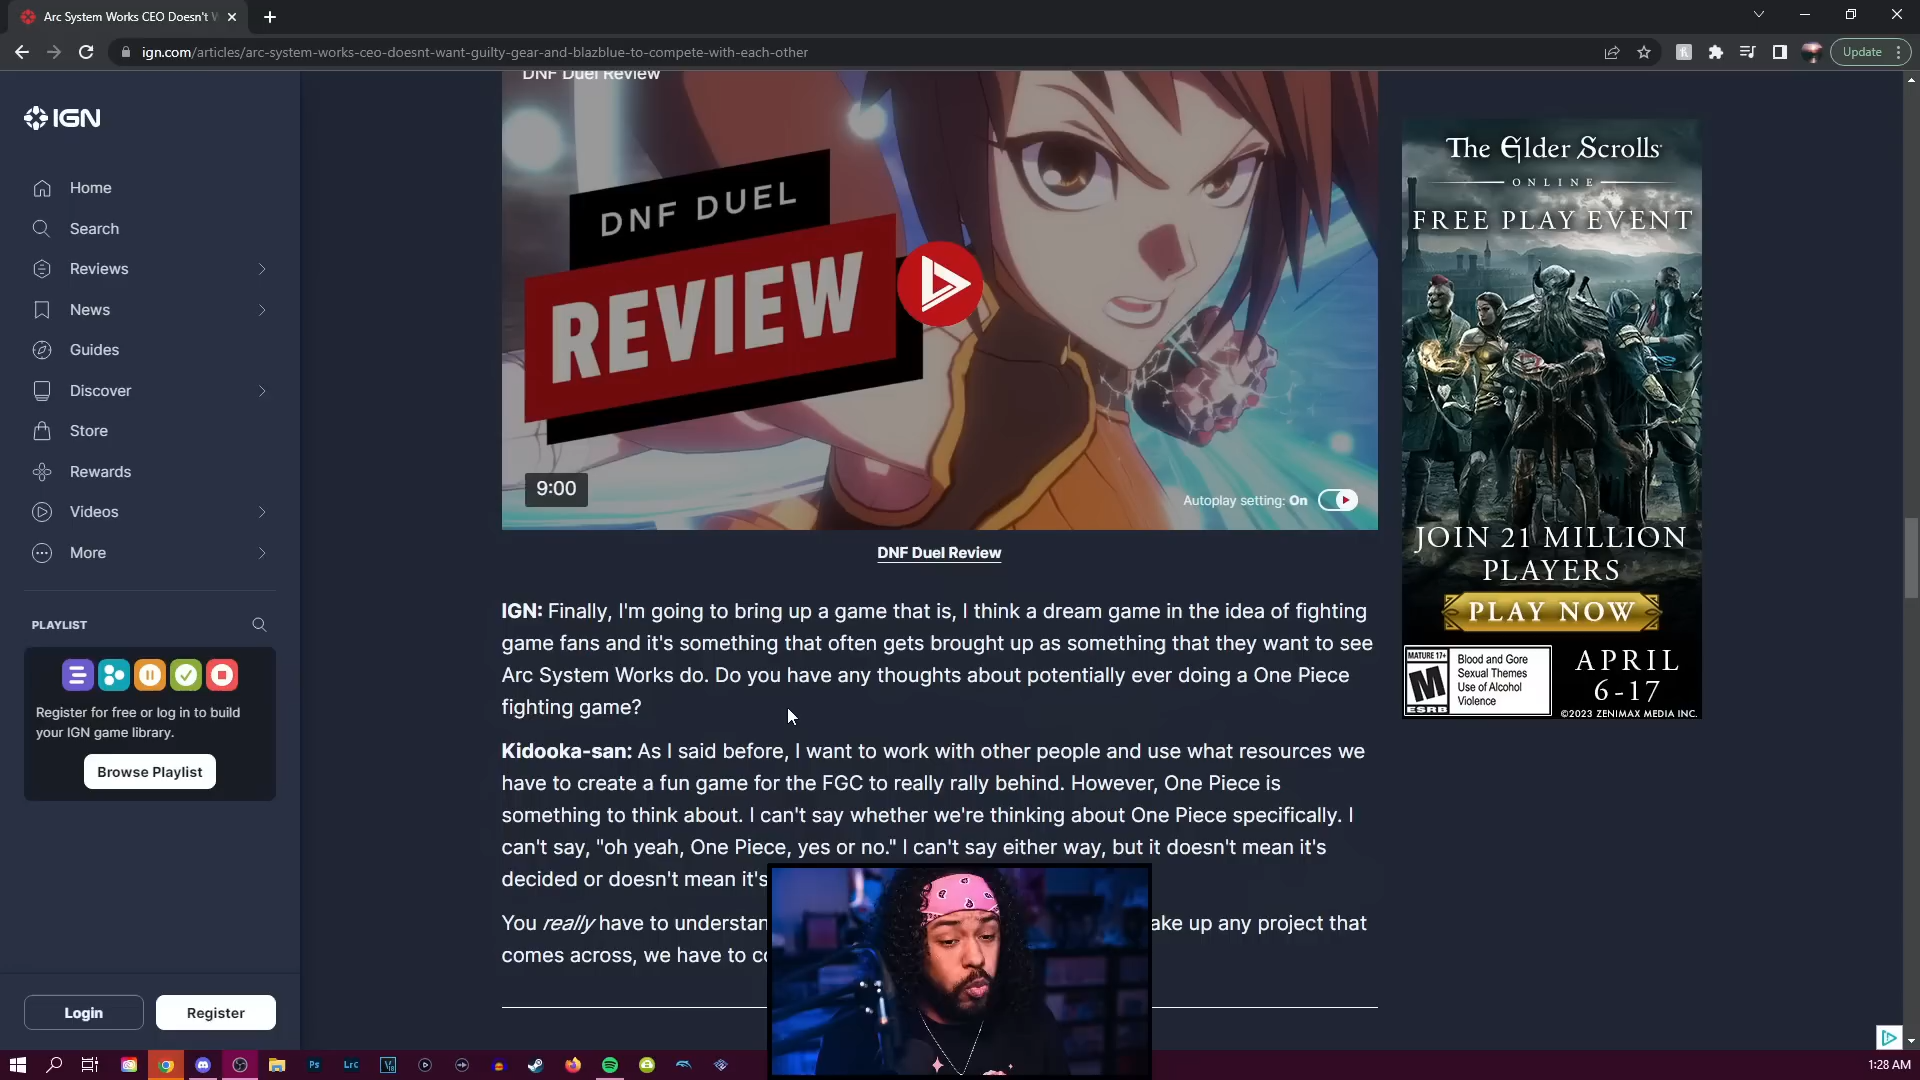 Arc System Works CEO Doesn't W
ign.com/articles/arc-system-works-ceo-doesnt-want-guilty-gear-and-blazblue-to-compete-with-each-other
Update
IGN
Home
Search
Reviews
News
Guides
Discover
Store
Rewards
Videos
More
PLAYLIST
Register for free or log in to build
your IGN game library.
Browse Playlist
Login
Register
DNF Duel Review
DNF DUEL
REVIEW
9:00
Autoplay setting: On
DNF Duel Review
IGN: Finally, I'm going to bring up a game that is, I think a dream game in the idea of fighting
game fans and it's something that often gets brought up as something that they want to see
Arc System Works do. Do you have any thoughts about potentially ever doing a One Piece
fighting game?
Kidooka-san: As I said before, I want to work with other people and use what resources we
have to create a fun game for the FGC to really rally behind. However, One Piece is
something to think about. I can't say whether we're thinking about One Piece specifically. I
can't say, "oh yeah, One Piece, yes or no." I can't say either way, but it doesn't mean it's
decided or doesn't mean it's
You really have to understan ake up any project that
comes across, we have to c
The Elder Scrolls
ONLINE
FREE PLAY EVENT
JOIN 21 MILLION
PLAYERS
PLAY NOW
MATURE 17+
M
ESRB
Blood and Gore
Sexual Themes
Use of Alcohol
Violence
APRIL
6-17
©2023 ZENIMAX MEDIA INC.
Ps
LrC
1:28 AM